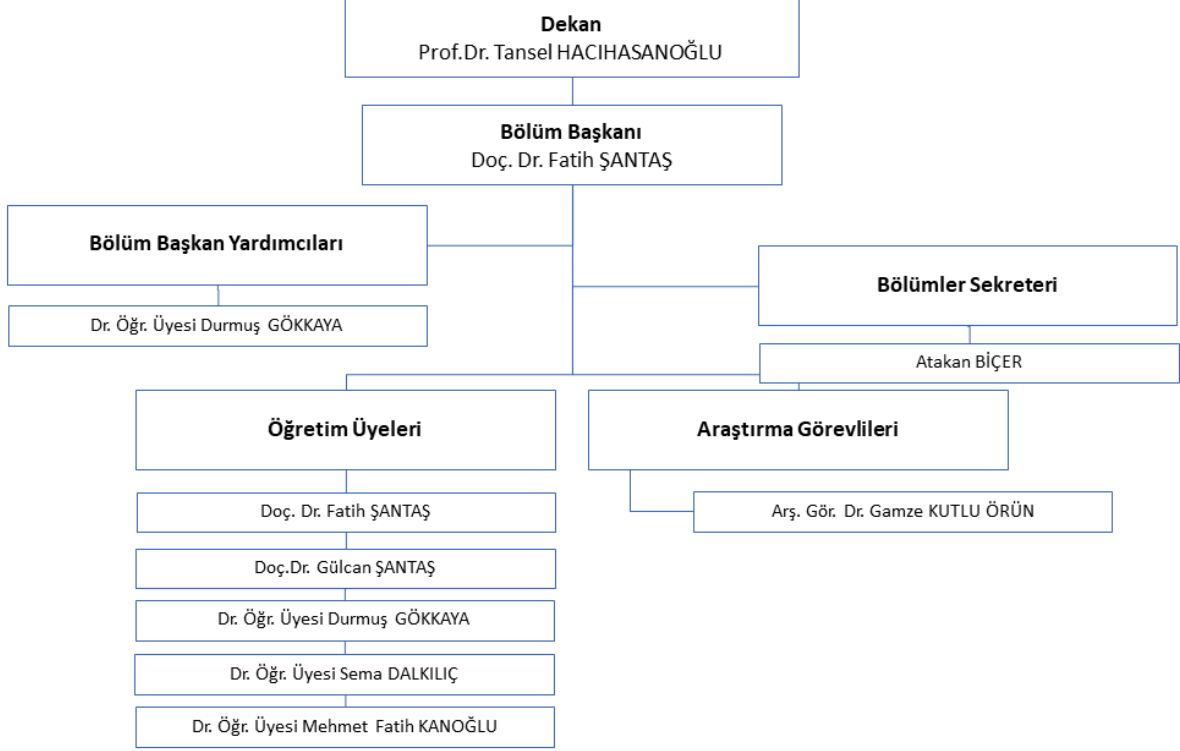 Dekan
Prof.Dr. Tansel HACIHASANOĞLU
Bölüm Başkanı
Doç. Dr. Fatih ŞANTAŞ
Bölüm Başkan Yardımcıları
Dr. Öğr. Üyesi Durmuş GÖKKAYA
Bölümler Sekreteri
Atakan BİÇER
Öğretim Üyeleri
Doç. Dr. Fatih ŞANTAŞ
Doç.Dr. Gülcan ŞANTAŞ
Dr. Öğr. Üyesi Durmuş GÖKKAYA
Dr. Öğr. Üyesi Sema DALKILIÇ
Dr. Öğr. Üyesi Mehmet Fatih KANOĞLU
Araştırma Görevlileri
Arş. Gör. Dr. Gamze KUTLU ÖRÜN